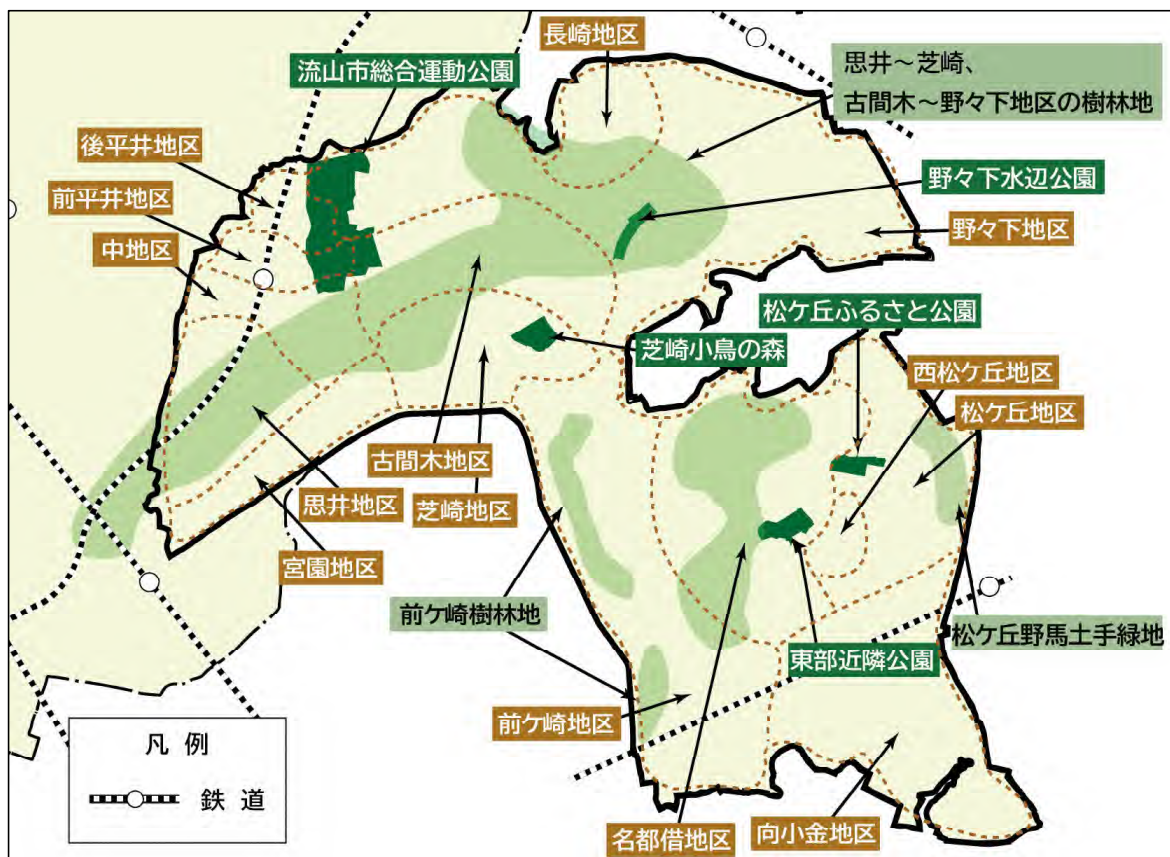 長崎地区
流山市総合運動公園
思井～芝崎、
古間木～野々下地区の樹林地
後平井地区
前平井地区
中地区
野々下水辺公園
野々下地区
松ケ丘ふるさと公園
芝崎小鳥の森
西松ケ丘地区
松ケ丘地区
古間木地区
思井地区
芝崎地区
宮園地区
前ケ崎樹林地
松ケ丘野馬土手緑地
東部近隣公園
前ケ崎地区
名都借地区
向小金地区
凡 例
鉄 道